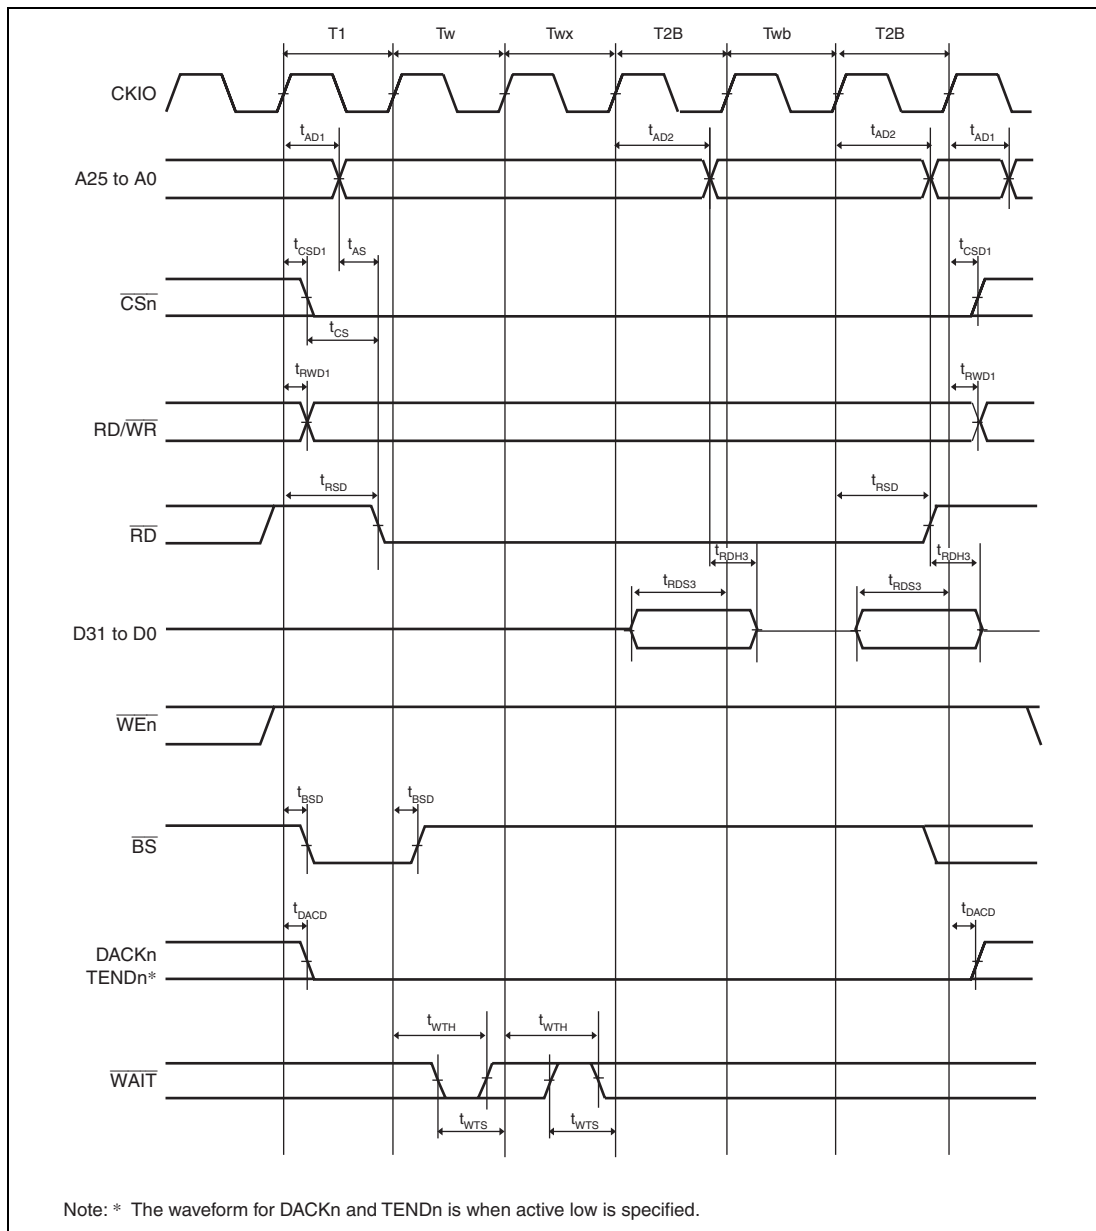 T1 Tw Twx T2B Twb T2B
CKIO
tAD1 tAD2 tAD2 tAD1
A25 to A0
tCSD1 tAS tCSD1
CSn
tCS
tRWD1 tRWD1
RD/WR
tRSD tRSD
RD
tRDH3 tRDH3
tRDS3 tRDS3
D31 to D0
WEn
tBSD tBSD
BS
tDACD tDACD
DACKn
TENDn*
tWTH tWTH
WAIT
tWTS tWTS
Note: * The waveform for DACKn and TENDn is when active low is specified.